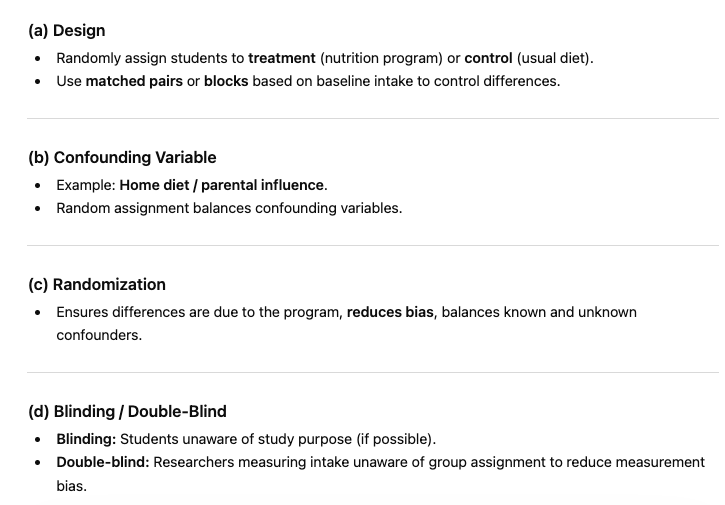 (a) Design
• Randomly assign students to treatment (nutrition program) or control (usual diet).
• Use matched pairs or blocks based on baseline intake to control differences.
(b) Confounding Variable
• Example: Home diet / parental influence.
• Random assignment balances confounding variables.
(c) Randomization
• Ensures differences are due to the program, reduces bias, balances known and unknown
confounders.
(d) Blinding / Double-Blind
• Blinding: Students unaware of study purpose (if possible).
• Double-blind: Researchers measuring intake unaware of group assignment to reduce measurement
bias.